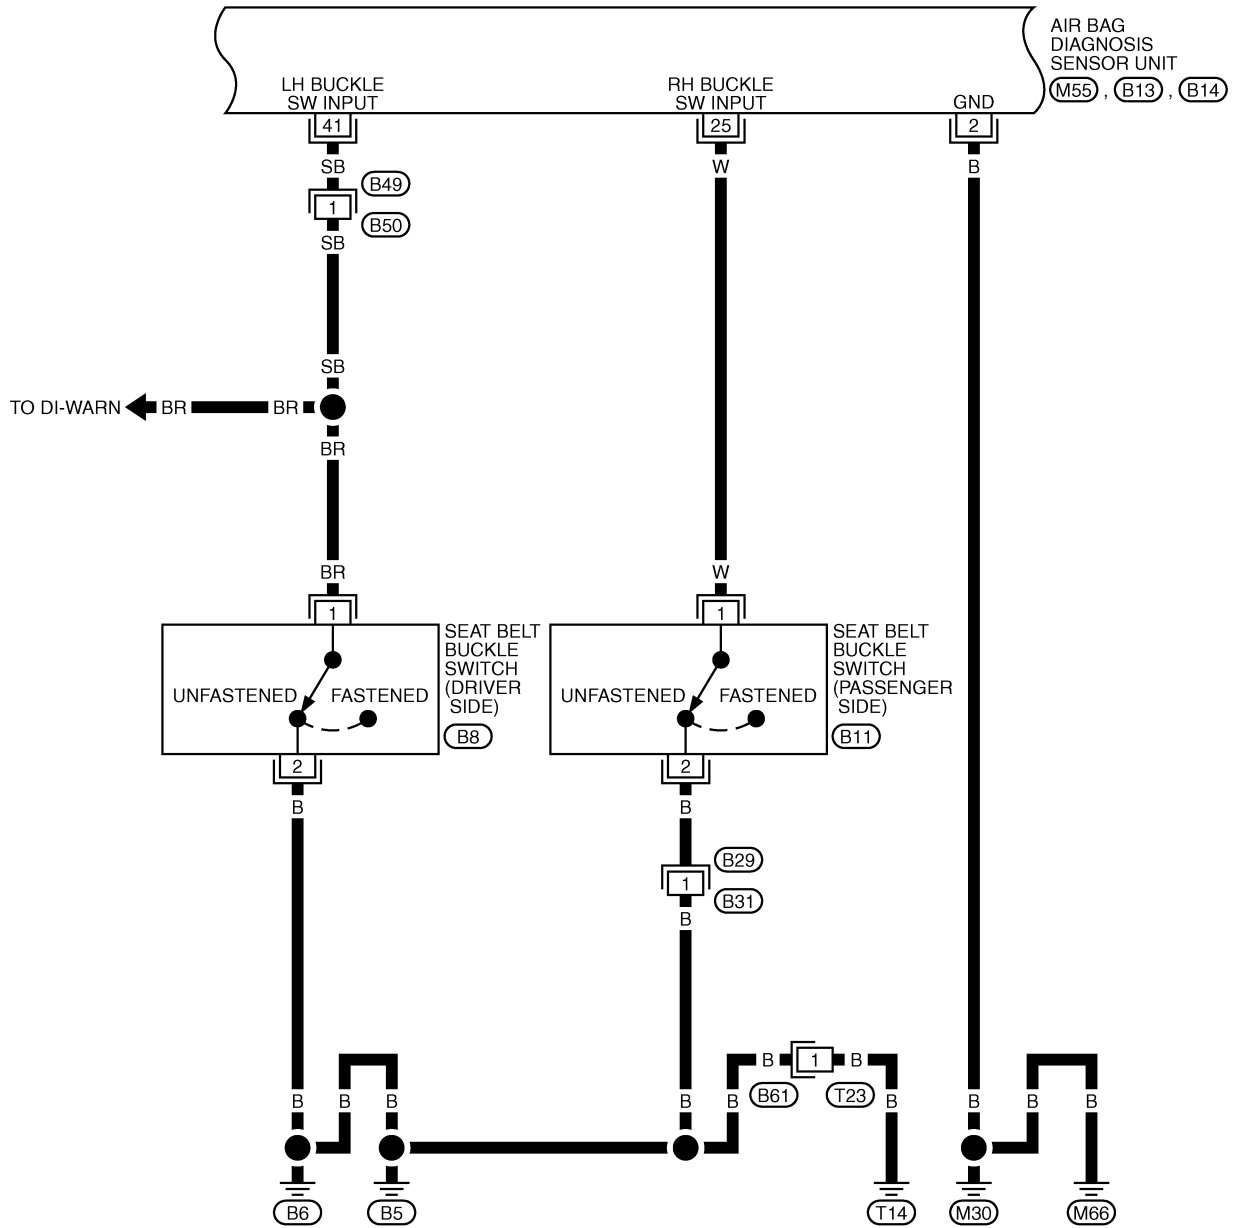 AIR BAG
DIAGNOSIS
SENSOR UNIT
M55 , B13 , B14
LH BUCKLE
SW INPUT
RH BUCKLE
SW INPUT
GND
41
25
2
SB
W
B
B49
1
B50
SB
SB
TO DI-WARN
BR
BR
BR
BR
W
1
1
SEAT BELT
BUCKLE
SWITCH
(DRIVER
SIDE)
B8
UNFASTENED
FASTENED
SEAT BELT
BUCKLE
SWITCH
(PASSENGER
SIDE)
B11
UNFASTENED
FASTENED
2
2
B
B
B29
1
B31
B
B
1
B
B61
T23
B
B
B
B
B
B
B
B
B
B6
B5
T14
M30
M66